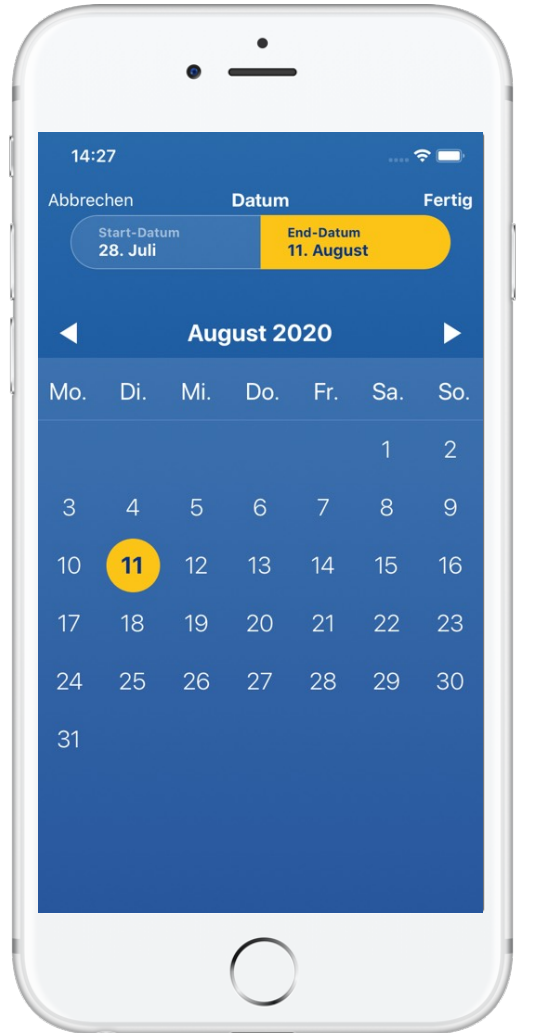 14:27
Abbrechen Datum Fertig
Start-Datum End-Datum
28. Juli 11. August
August 2020
Mo. Di. Mi. Do. Fr. Sa. So.
1 2
3 4 5 6 7 8 9
10 11 12 13 14 15 16
17 18 19 20 21 22 23
24 25 26 27 28 29 30
31